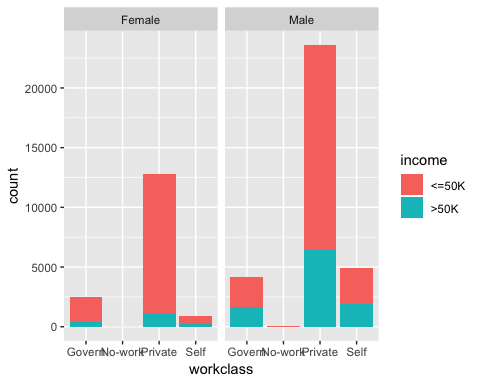 Female Male
count
20000
15000
10000
5000
0
Govern No-work Private Self Govern No-work Private Self
workclass
income
<=50K
>50K